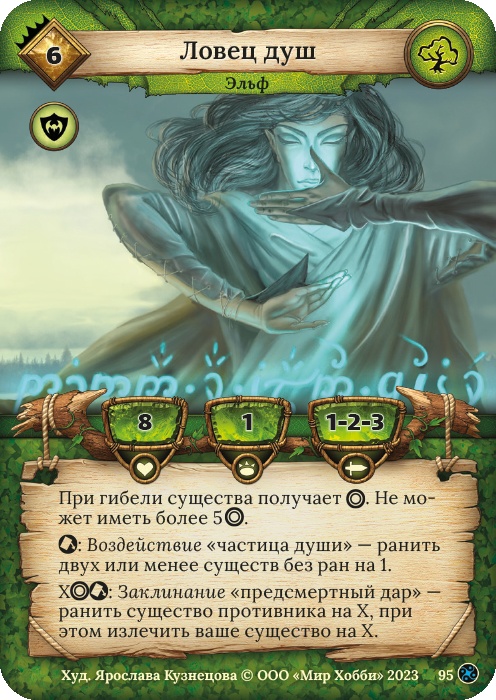 6
Ловец душ
Эльф
8
1
1-2-3
При гибели существа получает . Не мо-
жет иметь более 5.
: Воздействие «частица души» — ранить
двух или менее существ без ран на 1.
X: Заклинание «предсмертный дар» —
ранить существо противника на X, при
этом излечить ваше существо на X.
Худ. Ярослава Кузнецова © ООО «Мир Хобби» 2023 95